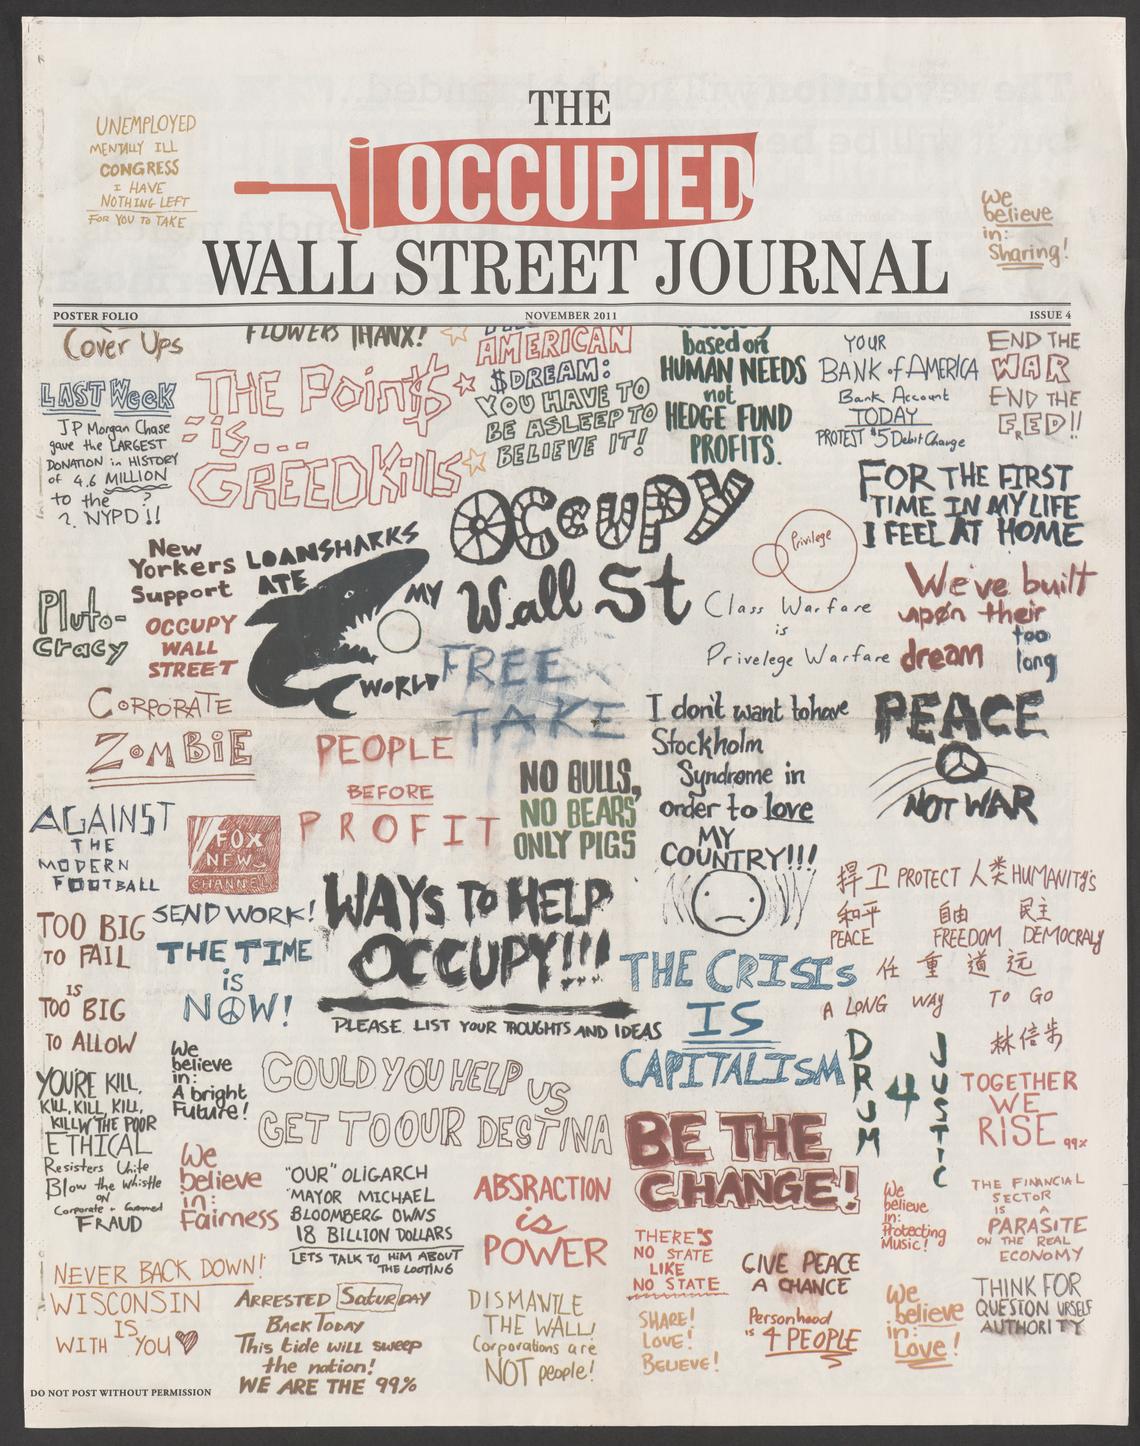 THE
OCCUPIED
WALL STREET JOURNAL
UNEMPLOYED
MENTALLY ILL
CONGRESS
I HAVE
NOTHING LEFT
FOR YOU TO TAKE
We
believe
in:
Sharing!
POSTER FOLIO
NOVEMBER 2011
ISSUE 4
Cover Ups
FLOWERS THANX!
AMERICAN
$DREAM:
YOU HAVE TO
BE ASLEEP TO
BELIEVE IT!
based on
HUMAN NEEDS
not
HEDGE FUND
PROFITS.
YOUR
BANK of AMERICA
Bank Account
TODAY
PROTEST $5 Debit Change
END THE
WAR
END THE
FED!!
LAST Week
JP Morgan Chase
gave the LARGEST
DONATION in HISTORY
of 4.6 MILLION
to the ?
?. NYPD !!
THE Poin$
is...
GREEDKills
OCCUPY
Wall St
Privilege
Class Warfare
is
Privelege Warfare
FOR THE FIRST
TIME IN MY LIFE
I FEEL AT HOME
New
Yorkers
Support
OCCUPY
WALL
STREET
LOANSHARKS
ATE
MY
WORLD
Pluto-
cracy
We've built
upon their
dream too
long
FREE
TAKE
CORPORATE
ZOMBIE
PEOPLE
BEFORE
PROFIT
NO BULLS,
NO BEARS
ONLY PIGS
I don't want to have
Stockholm
Syndrome in
order to love
MY
COUNTRY!!!
PEACE
NOT WAR
AGAINST
THE
MODERN
FOOTBALL
FOX
NEWS
CHANNEL
WAYS TO HELP
OCCUPY!!!
PLEASE LIST YOUR THOUGHTS AND IDEAS
捍卫 PROTECT 人类 HUMANITY'S
和平 自由 民主
PEACE FREEDOM DEMOCRALY
任重道远
A LONG WAY TO GO
林倍步
TOO BIG
TO FAIL
IS
TOO BIG
TO ALLOW
SEND WORK!
THE TIME
is
NOW!
THE CRISIS
IS
CAPITALISM
DRUM
4
JUSTIC
TOGETHER
WE
RISE 99%
We
believe
in:
A bright
Future!
COULD YOU HELP US
GET TO OUR DESTINA
YOU'RE KILL,
KILL, KILL, KILL,
KILLIN THE POOR
ETHICAL
Resisters Unite
Blow the Whistle
ON
Corporate +
FRAUD
We
believe
in:
Fairness
"OUR" OLIGARCH
MAYOR MICHAEL
BLOOMBERG OWNS
18 BILLION DOLLARS
LETS TALK TO HIM ABOUT
THE LOOTING
ABSRACTION
is
POWER
BE THE
CHANGE!
THERE'S
NO STATE
LIKE
NO STATE
GIVE PEACE
A CHANCE
We
believe
in:
Protecting
Music!
THE FINANCIAL
SECTOR
IS A
PARASITE
ON THE REAL
ECONOMY
NEVER BACK DOWN!
WISCONSIN
IS
WITH YOU
ARRESTED Saturday
Back Today
This tide will sweep
the nation!
WE ARE THE 99%
DISMANTLE
THE WALL!
Corporations are
NOT people!
SHARE!
LOVE!
BELIEVE!
Personhood
is 4 PEOPLE
We
believe
in:
Love!
THINK FOR
QUESTION URSELF
AUTHORITY
DO NOT POST WITHOUT PERMISSION